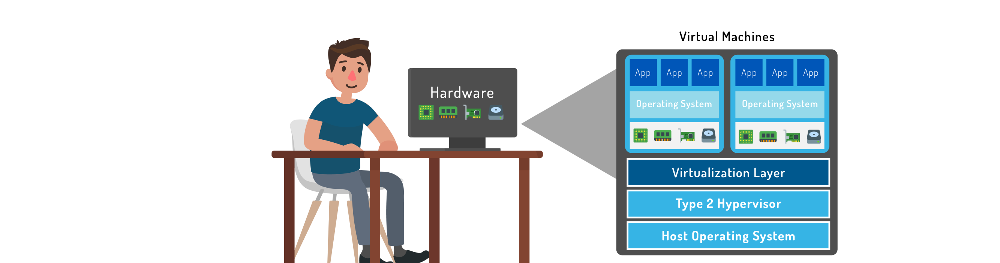 Virtual Machines
Hardware
App App App App App App
Operating System Operating System
Virtualization Layer
Type 2 Hypervisor
Host Operating System